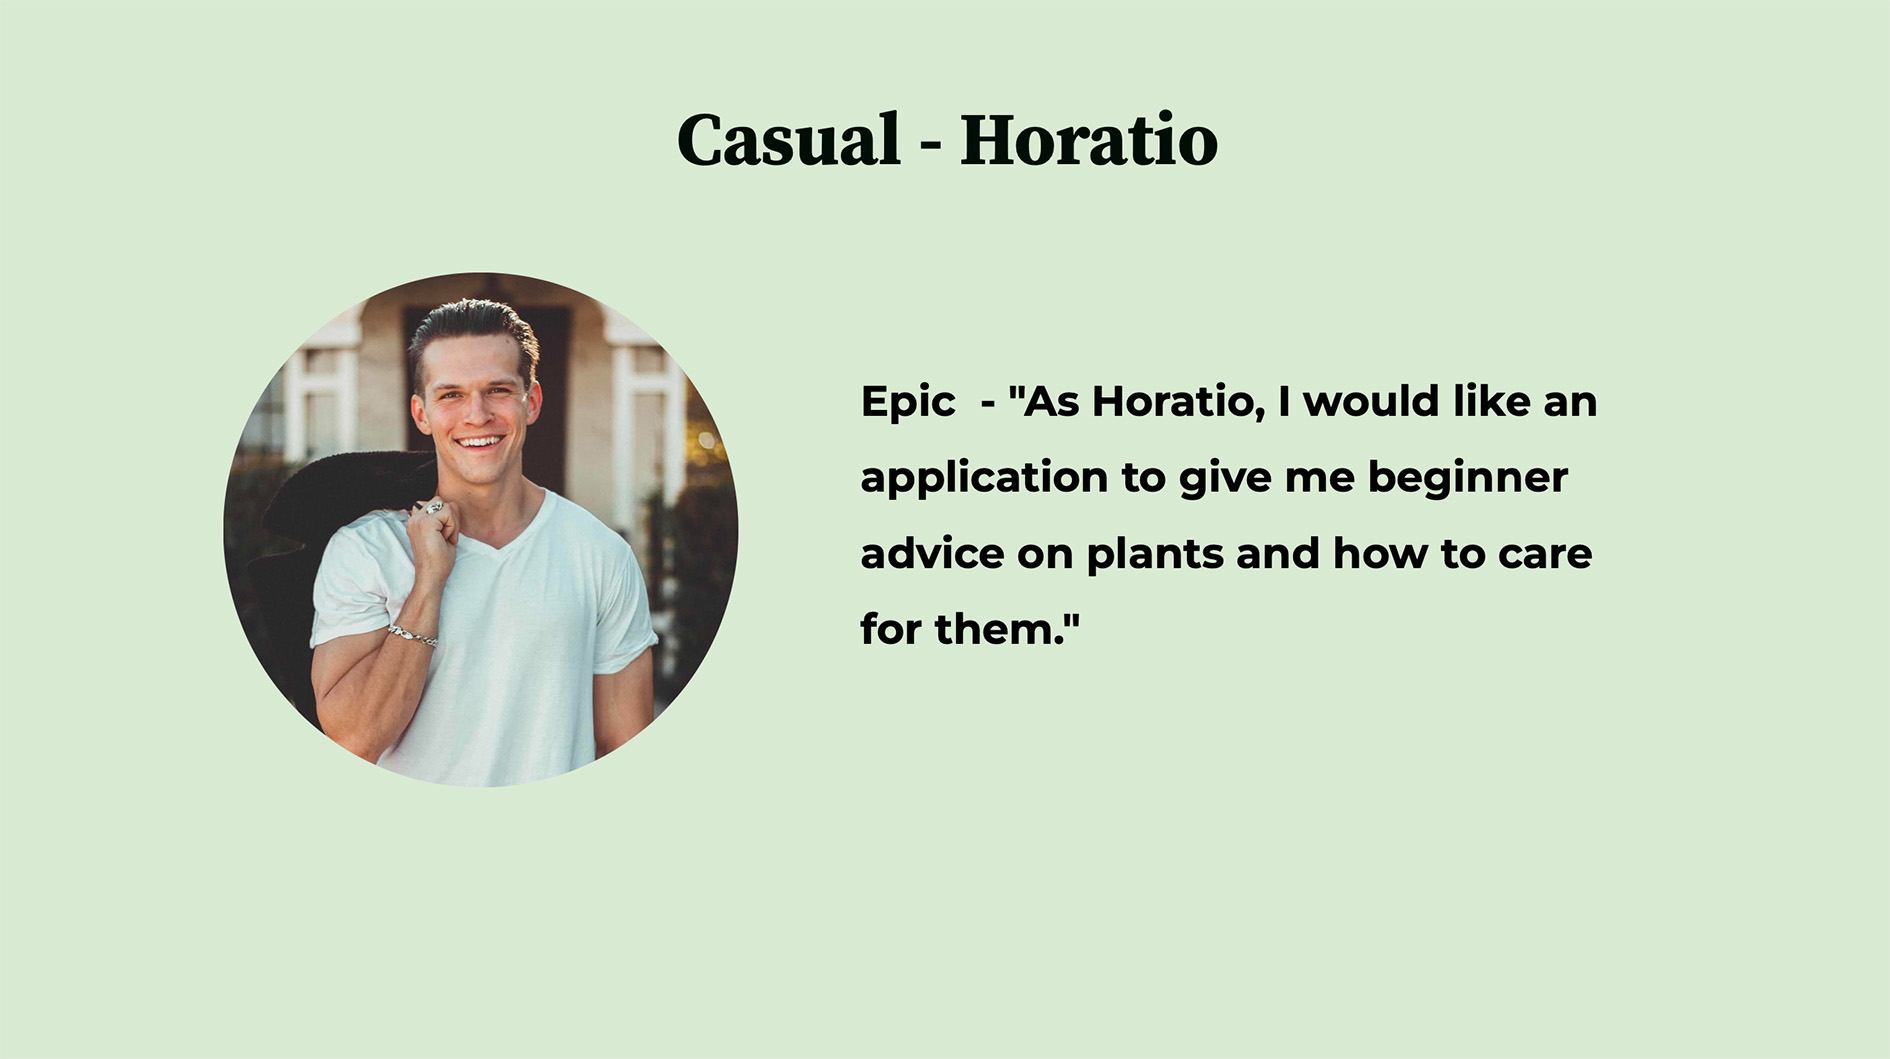 Casual - Horatio
Epic  - "As Horatio, I would like an
application to give me beginner
advice on plants and how to care
for them."